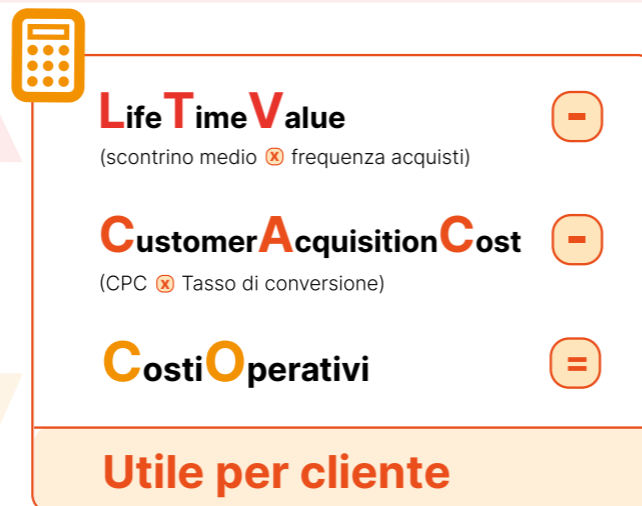 LifeTimeValue -
(scontrino medio x frequenza acquisti)
CustomerAcquisitionCost -
(CPC x Tasso di conversione)
CostiOperativi =
Utile per cliente